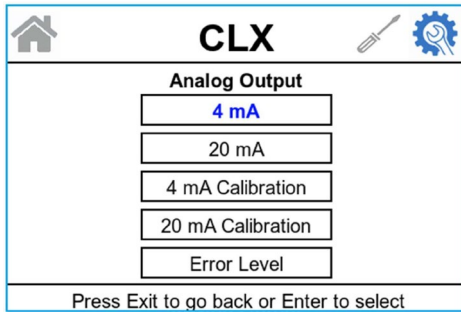 CLX
Analog Output
4 mA
20 mA
4 mA Calibration
20 mA Calibration
Error Level
Press Exit to go back or Enter to select